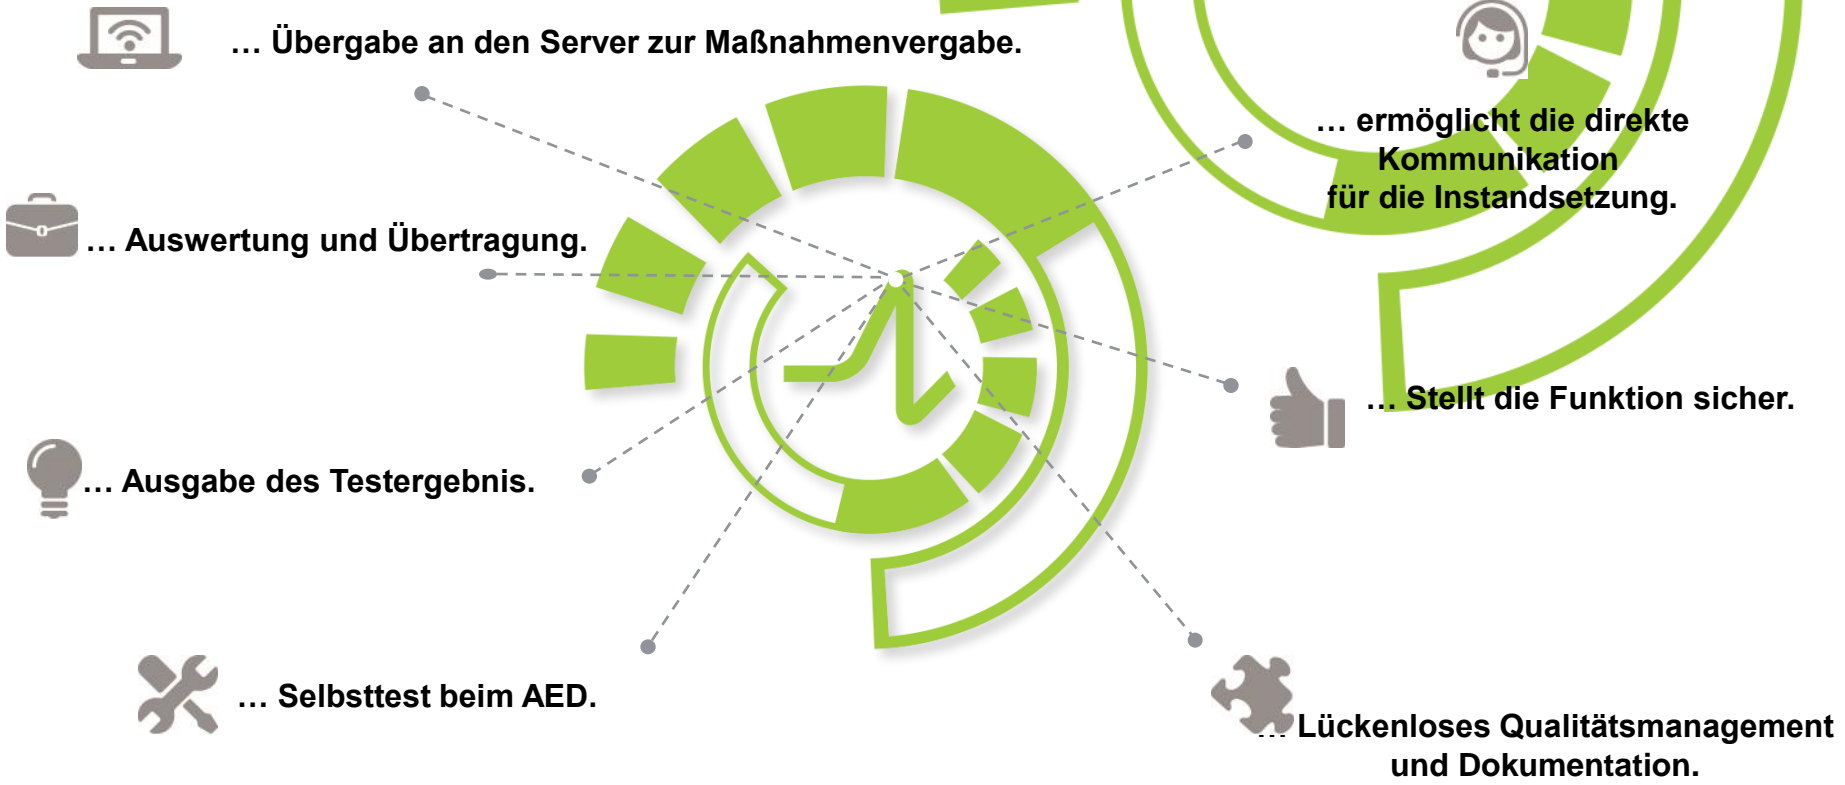 … Übergabe an den Server zur Maßnahmenvergabe.
… ermöglicht die direkte
Kommunikation
für die Instandsetzung.
… Auswertung und Übertragung.
… Stellt die Funktion sicher.
… Ausgabe des Testergebnis.
… Selbsttest beim AED.
… Lückenloses Qualitätsmanagement
und Dokumentation.